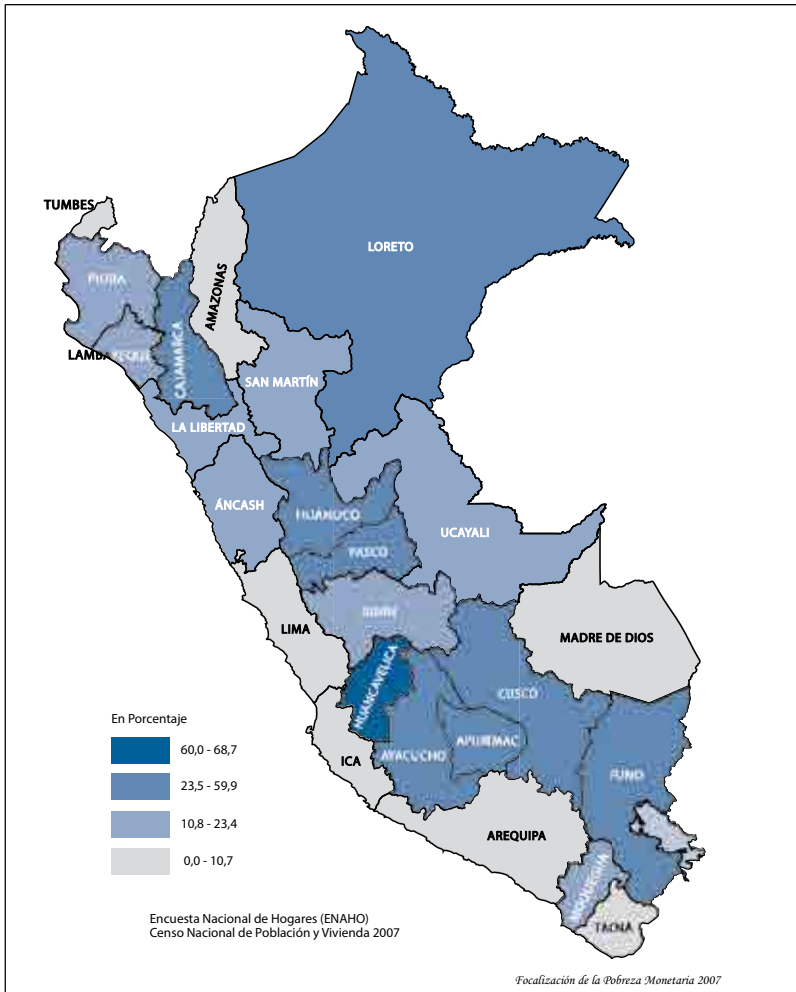 LORETO
TUMBES
PIURA
AMAZONAS
LAMBAYEQUE
CAJAMARCA
SAN MARTÍN
LA LIBERTAD
ÁNCASH
HUÁNUCO
UCAYALI
PASCO
JUNÍN
LIMA
MADRE DE DIOS
HUANCAVELICA
CUSCO
APURÍMAC
AYACUCHO
ICA
PUNO
AREQUIPA
MOQUEGUA
TACNA
En Porcentaje
60,0 - 68,7
23,5 - 59,9
10,8 - 23,4
0,0 - 10,7
Encuesta Nacional de Hogares (ENAHO)
Censo Nacional de Población y Vivienda 2007
Focalización de la Pobreza Monetaria 2007